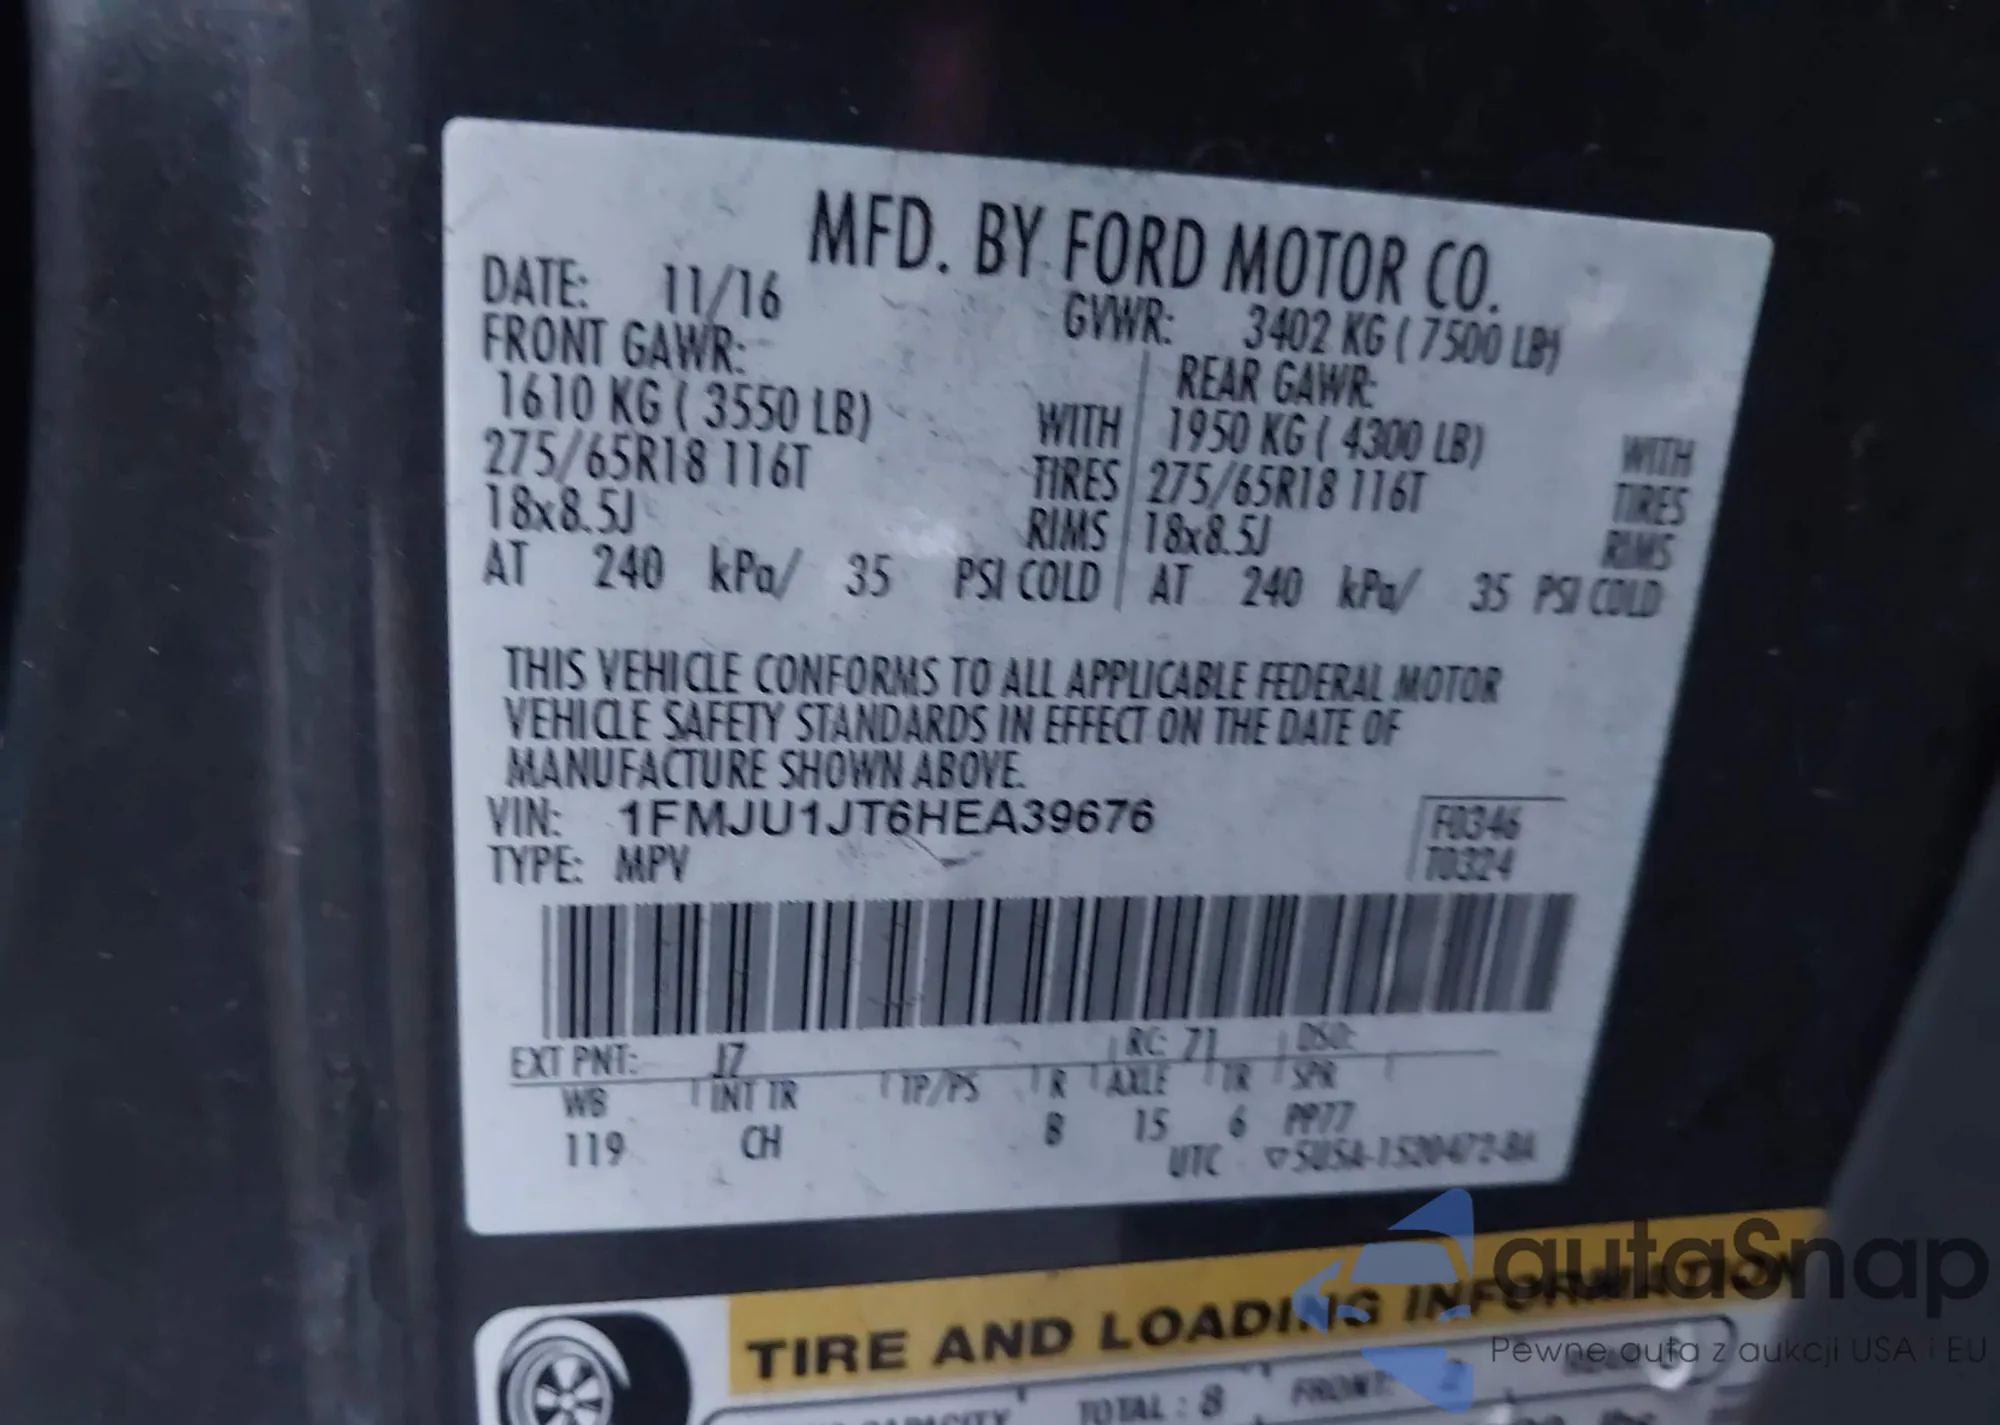 MFD. BY FORD MOTOR CO.
DATE: 11/16 GVWR: 3402 KG ( 7500 LB)
FRONT GAWR: REAR GAWR:
1610 KG ( 3550 LB) WITH 1950 KG ( 4300 LB) WITH
275/65R18 116T TIRES 275/65R18 116T TIRES
18x8.5J RIMS 18x8.5J RIMS
AT 240 kPa/ 35 PSI COLD AT 240 kPa/ 35 PSI COLD
THIS VEHICLE CONFORMS TO ALL APPLICABLE FEDERAL MOTOR
VEHICLE SAFETY STANDARDS IN EFFECT ON THE DATE OF
MANUFACTURE SHOWN ABOVE.
VIN: 1FMJU1JT6HEA39676 F0346
TYPE: MPV T0324
EXT PNT: J7 RC: 71 DSO:
WB INT TR TP/PS R AXLE TR SPR
119 CH B 15 6 PP77
UTC ▽5U5A-1520472-BA
TIRE AND LOADING INFORMATION
CAPACITY TOTAL : 8 FRONT: 2
autaSnap
Pewne auta z aukcji USA i EU